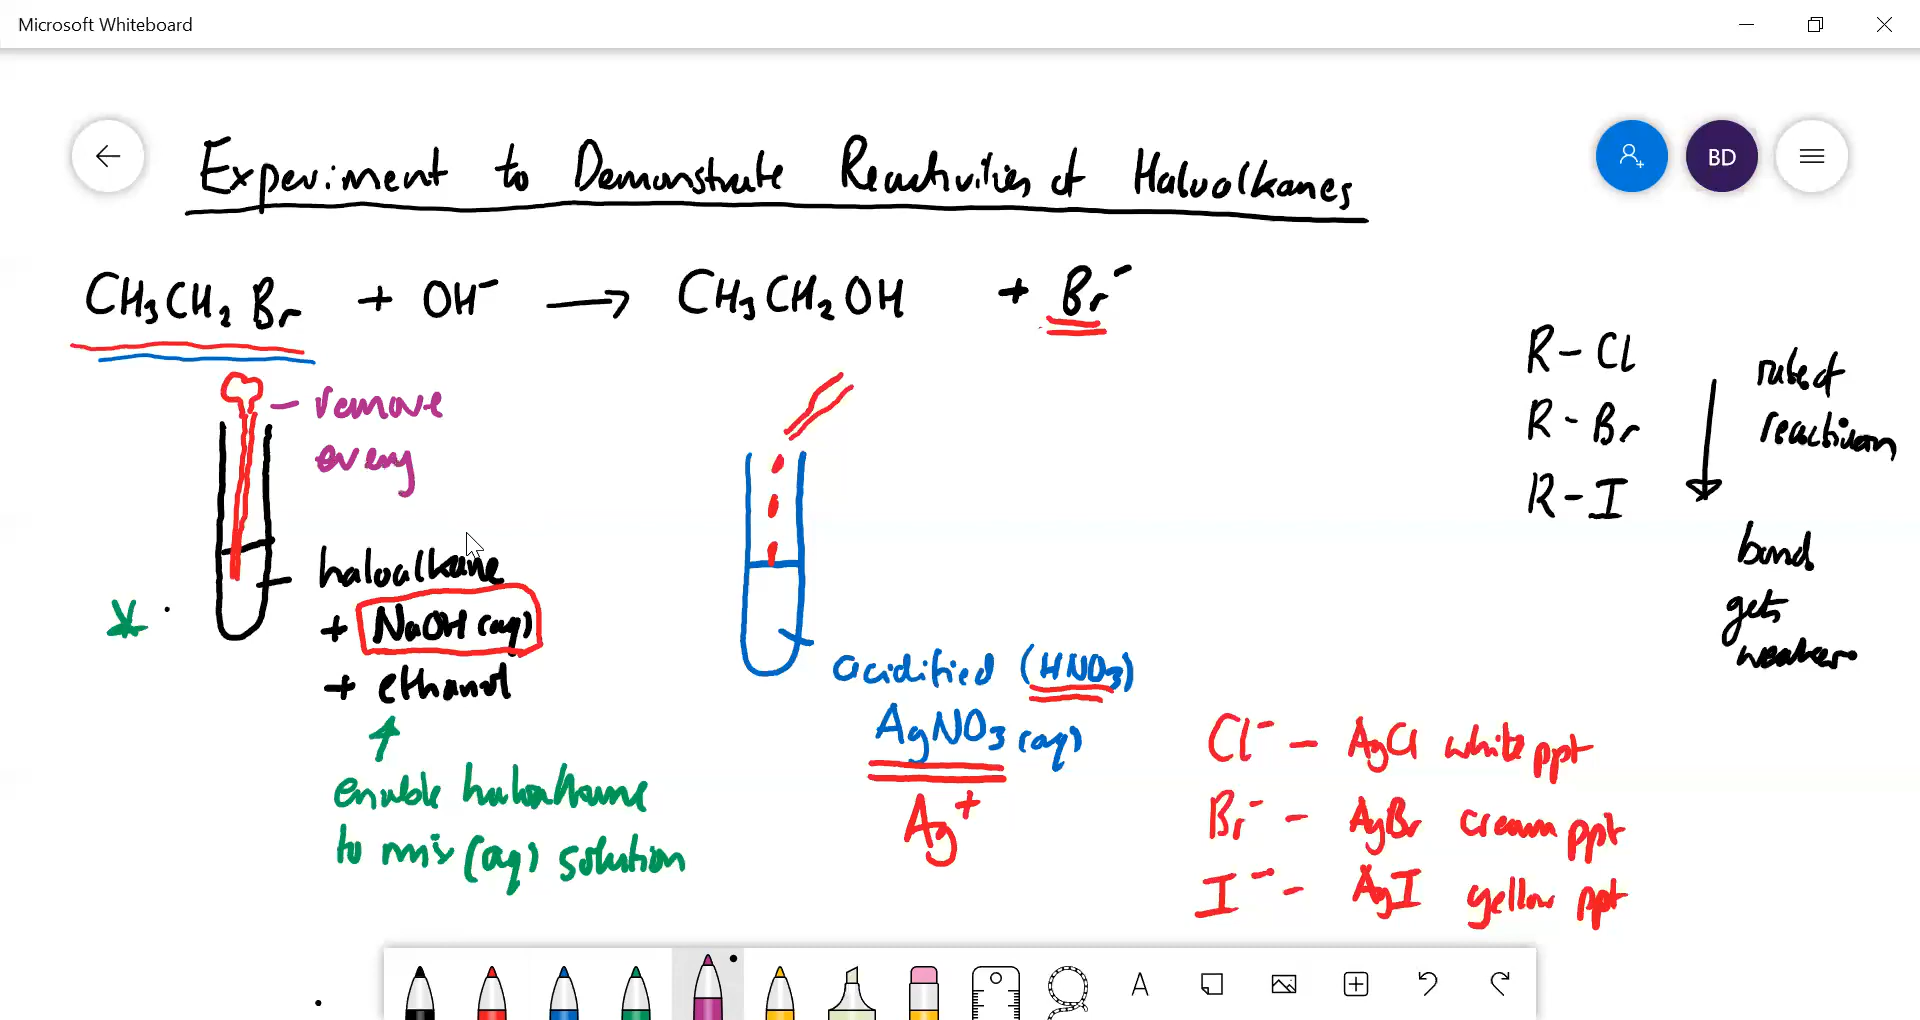 Microsoft Whiteboard
Experiment to Demonstrate Reactivities of Haloalkanes
BD
CH₃CH₂Br + OH⁻ → CH₃CH₂OH + Br⁻
R-Cl
R-Br
R-I
rate of
reaction
bond
gets
weaker
remove
every
haloalkane
+ NaOH(aq)
+ ethanol
enable haloalkane
to mix (aq) solution
acidified (HNO₃)
AgNO₃(aq)
Ag⁺
Cl⁻ - AgCl white ppt
Br⁻ - AgBr cream ppt
I⁻ - AgI yellow ppt
A